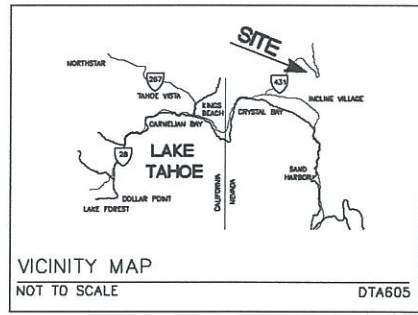 SITE
NORTHSTAR
267
431
TAHOE VISTA
KINGS
BEACH
INCLINE VILLAGE
CRYSTAL BAY
CARNELIAN BAY
28
LAKE
TAHOE
SAND
HARBOR
CALIFORNIA
NEVADA
DOLLAR POINT
LAKE FOREST
VICINITY MAP
NOT TO SCALE
DTA605